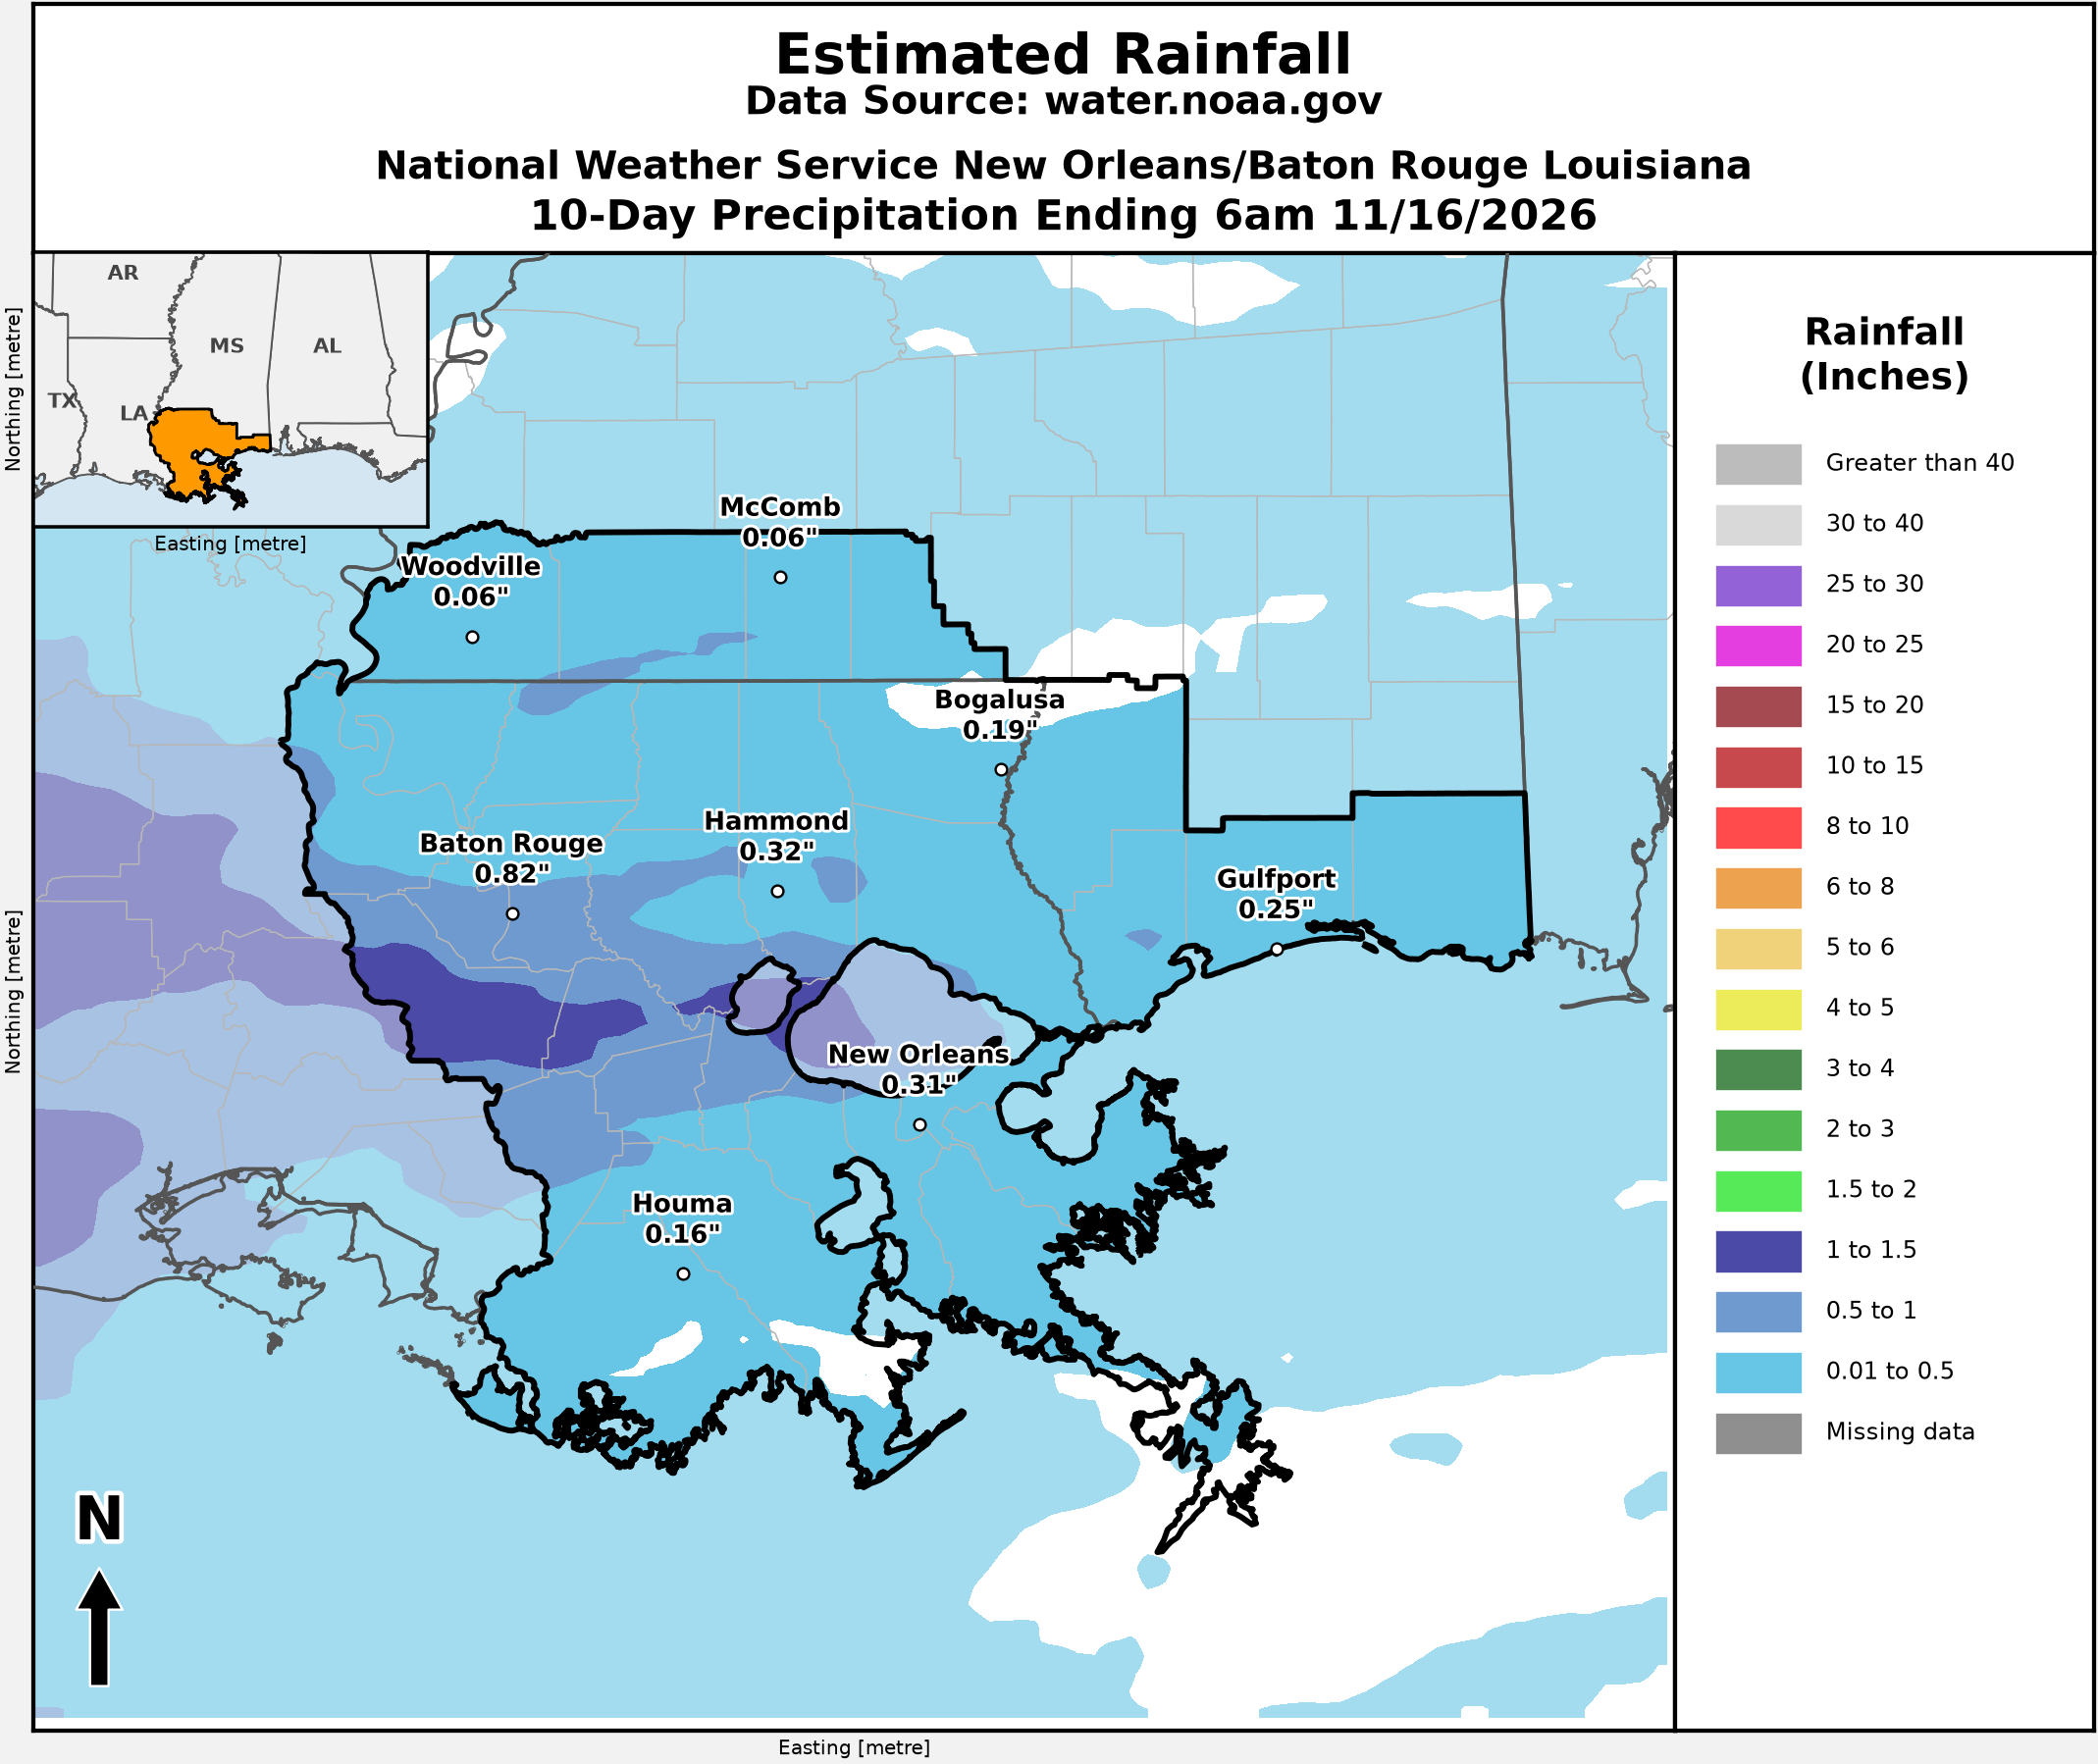 Estimated Rainfall
Data Source: water.noaa.gov
National Weather Service New Orleans/Baton Rouge Louisiana
10-Day Precipitation Ending 6am 11/16/2026
AR
MS
AL
TX
LA
Northing [metre]
Easting [metre]
McComb
0.06"
Woodville
0.06"
Bogalusa
0.19"
Hammond
0.32"
Baton Rouge
0.82"
Gulfport
0.25"
New Orleans
0.31"
Houma
0.16"
N
Northing [metre]
Easting [metre]
Rainfall
(Inches)
Greater than 40
30 to 40
25 to 30
20 to 25
15 to 20
10 to 15
8 to 10
6 to 8
5 to 6
4 to 5
3 to 4
2 to 3
1.5 to 2
1 to 1.5
0.5 to 1
0.01 to 0.5
Missing data